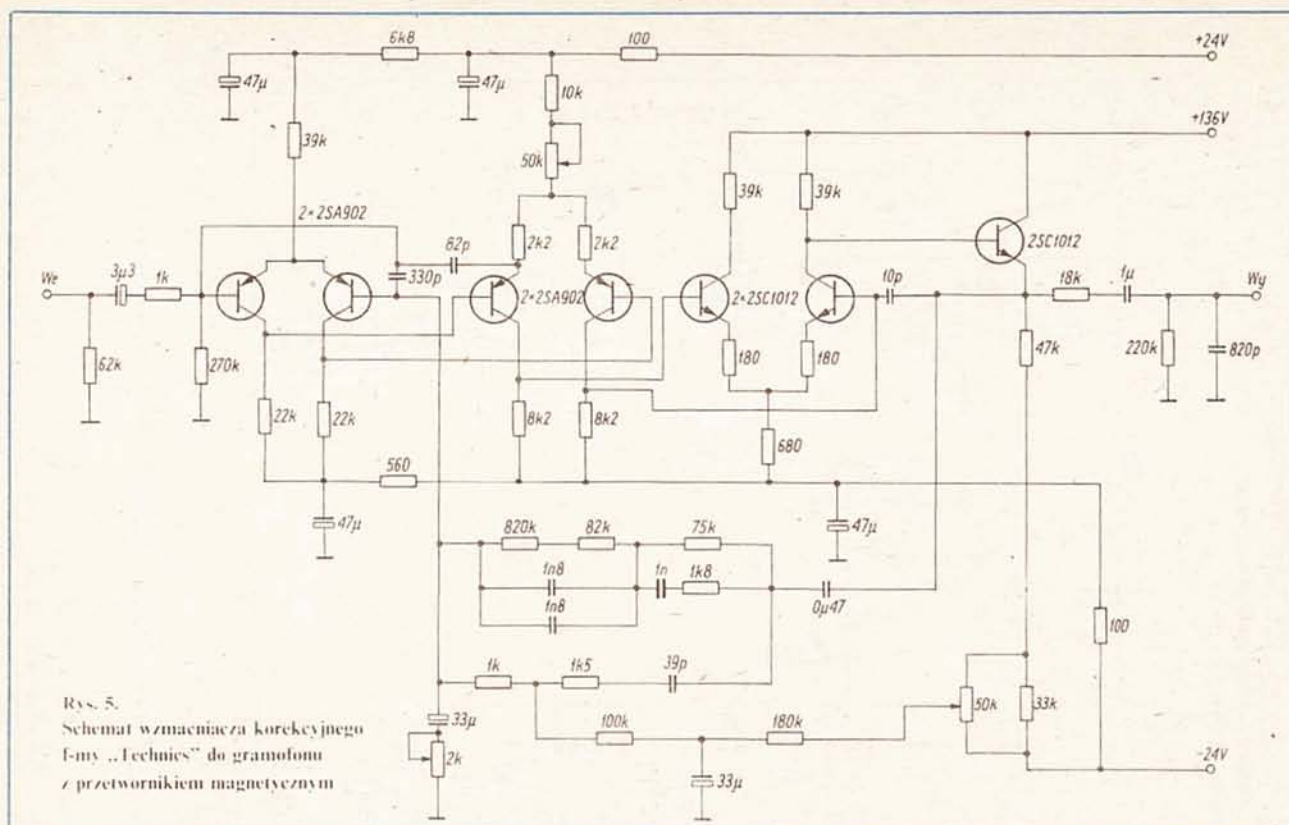 6k8
100
+24V
47μ
47μ
10k
+136V
39k
50k
39k
39k
2×2SA902
82p
2k2
2k2
2SC1012
We
3μ3
1k
330p
2×2SA902
2×2SC1012
10p
18k
1μ
Wy
62k
270k
180
180
47k
220k
820p
22k
22k
8k2
8k2
680
560
47μ
47μ
820k
82k
75k
1n8
1n
1k8
0μ47
1n8
100
1k
1k5
39p
33μ
100k
180k
50k
33k
2k
33μ
-24V
Rys. 5.
Schemat wzmacniacza korekcyjnego
f-my „Technics” do gramofonu
z przetwornikiem magnetycznym